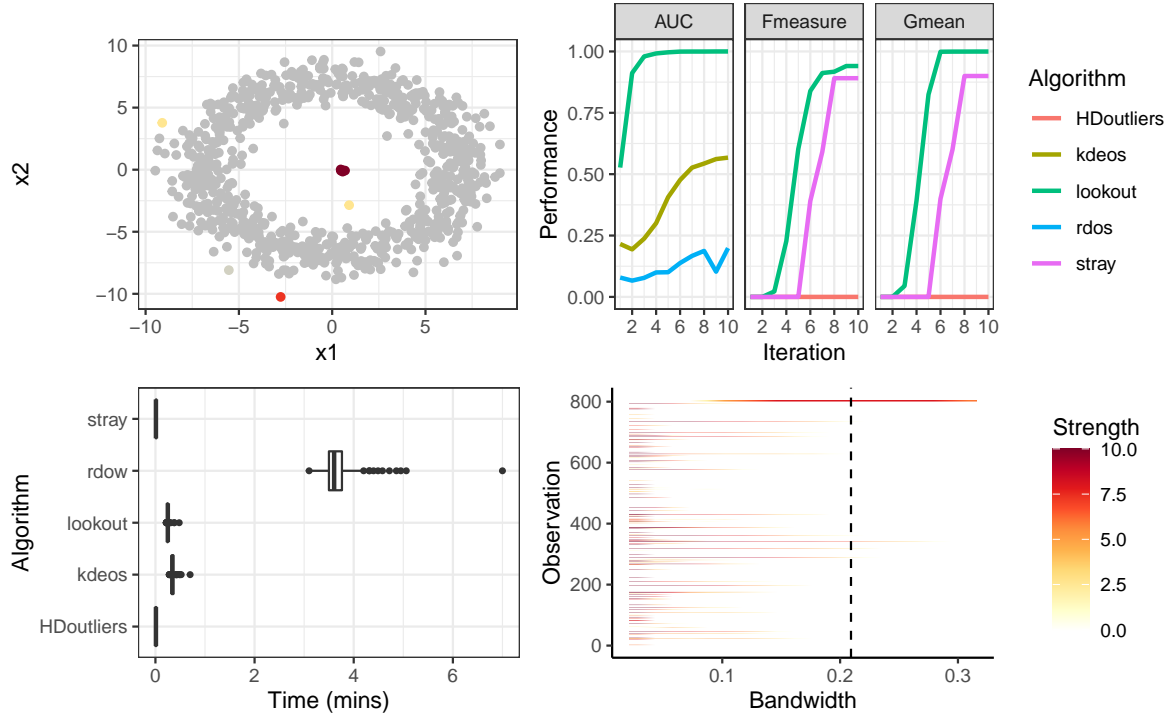 x2
10
5
0
−5
−10
−10
−5
0
5
x1
AUC
Fmeasure
Gmean
Performance
1.00
0.75
0.50
0.25
0.00
2 4 6 8 10
2 4 6 8 10
2 4 6 8 10
Iteration
Algorithm
HDoutliers
kdeos
lookout
rdos
stray
Algorithm
stray
rdow
lookout
kdeos
HDoutliers
0 2 4 6
Time (mins)
Observation
800
600
400
200
0
0.1 0.2 0.3
Bandwidth
Strength
10.0
7.5
5.0
2.5
0.0